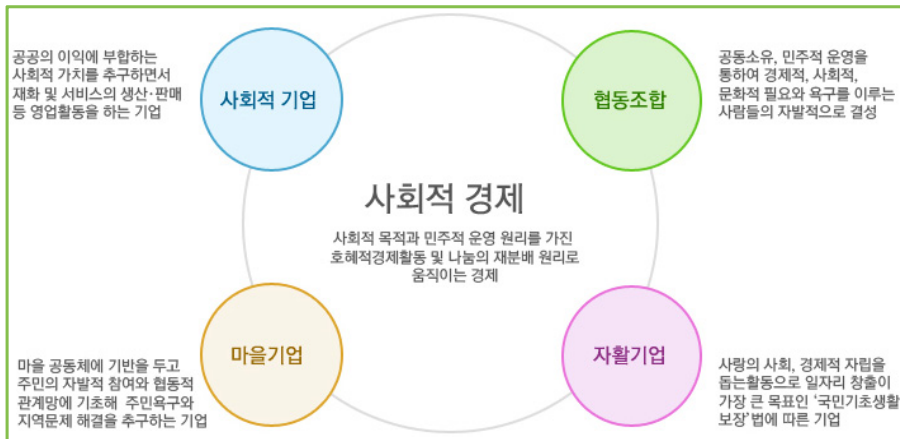 공공의 이익에 부합하는
사회적 가치를 추구하면서
재화 및 서비스의 생산·판매
등 영업활동을 하는 기업
사회적 기업
협동조합
공동소유, 민주적 운영을
통하여 경제적, 사회적,
문화적 필요와 욕구를 이루는
사람들의 자발적으로 결성
사회적 경제
사회적 목적과 민주적 운영 원리를 가진
호혜적경제활동 및 나눔의 재분배 원리로
움직이는 경제
마을기업
마을 공동체에 기반을 두고
주민의 자발적 참여와 협동적
관계망에 기초해 주민욕구와
지역문제 해결을 추구하는 기업
자활기업
사랑의 사회, 경제적 자립을
돕는활동으로 일자리 창출이
가장 큰 목표인 '국민기초생활
보장'법에 따른 기업